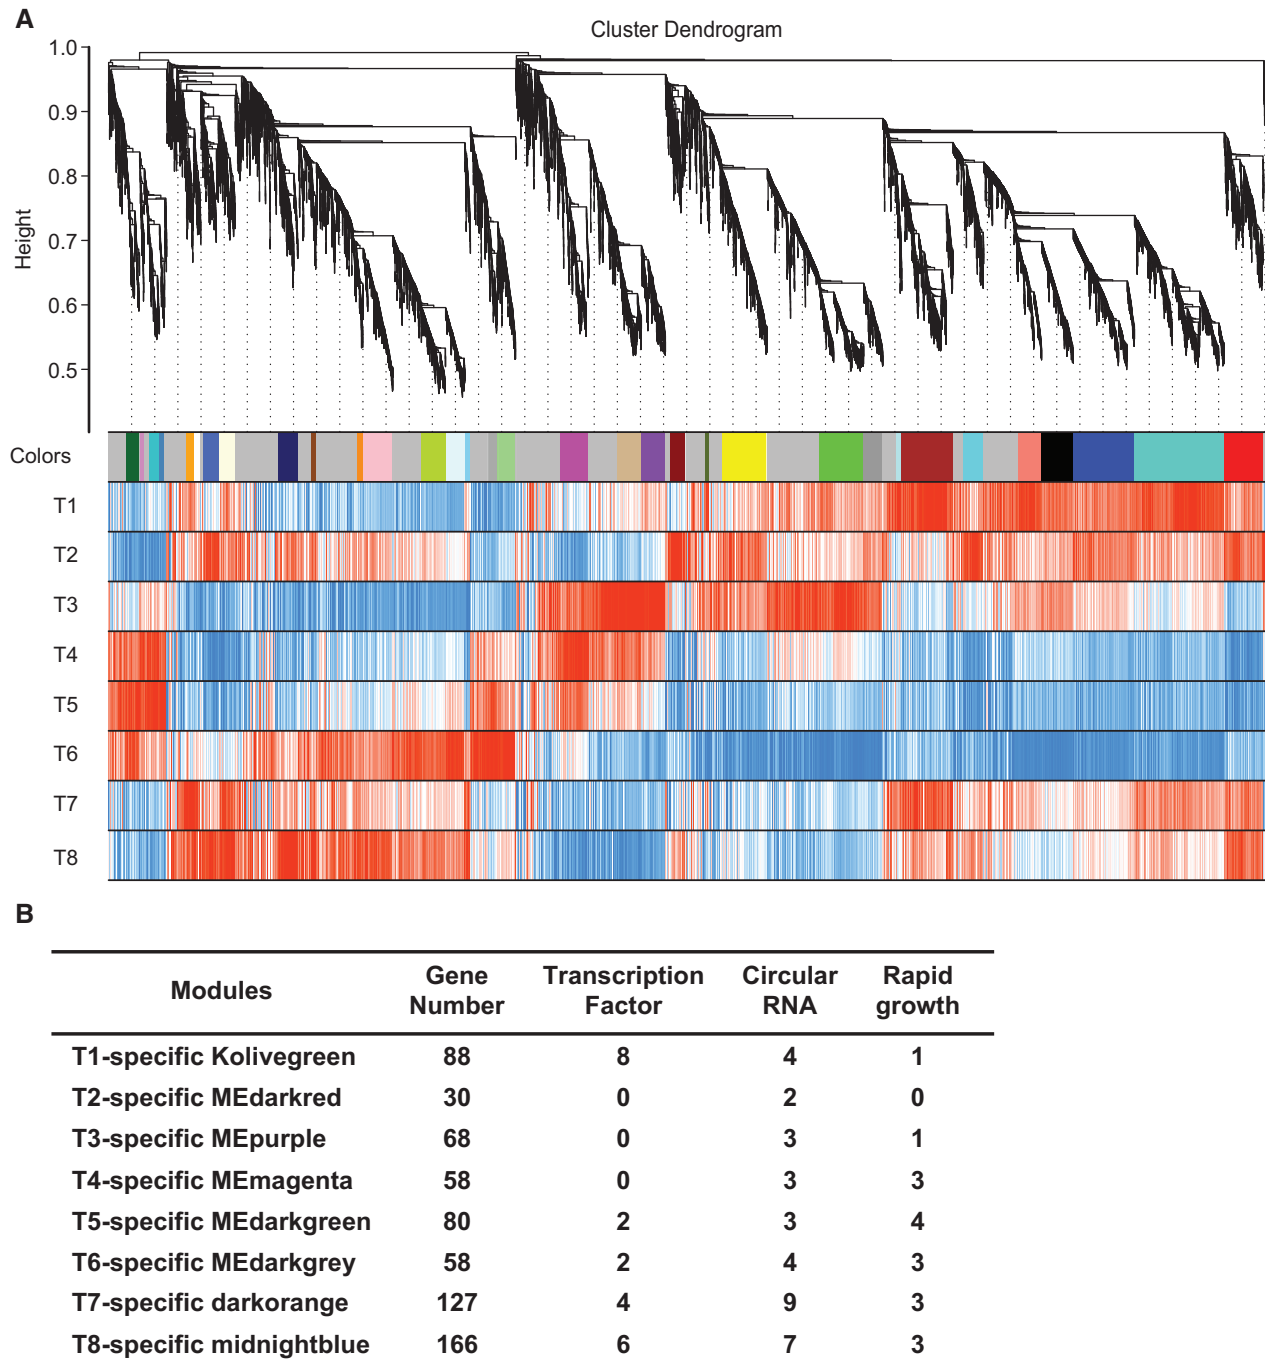 A
Cluster Dendrogram
1.0
0.9
0.8
0.7
0.6
0.5
Height
Colors
T1
T2
T3
T4
T5
T6
T7
T8
B
Modules Gene Number Transcription Factor Circular RNA Rapid growth
T1-specific Kolivegreen 88 8 4 1
T2-specific MEdarkred 30 0 2 0
T3-specific MEpurple 68 0 3 1
T4-specific MEmagenta 58 0 3 3
T5-specific MEdarkgreen 80 2 3 4
T6-specific MEdarkgrey 58 2 4 3
T7-specific darkorange 127 4 9 3
T8-specific midnightblue 166 6 7 3